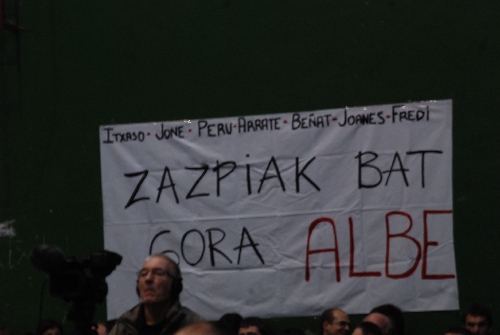 ITXASO · JONE · PERU · ARRATE · BEÑAT · JOANES · FREDI
ZAZPIAK BAT
GORA ALBE